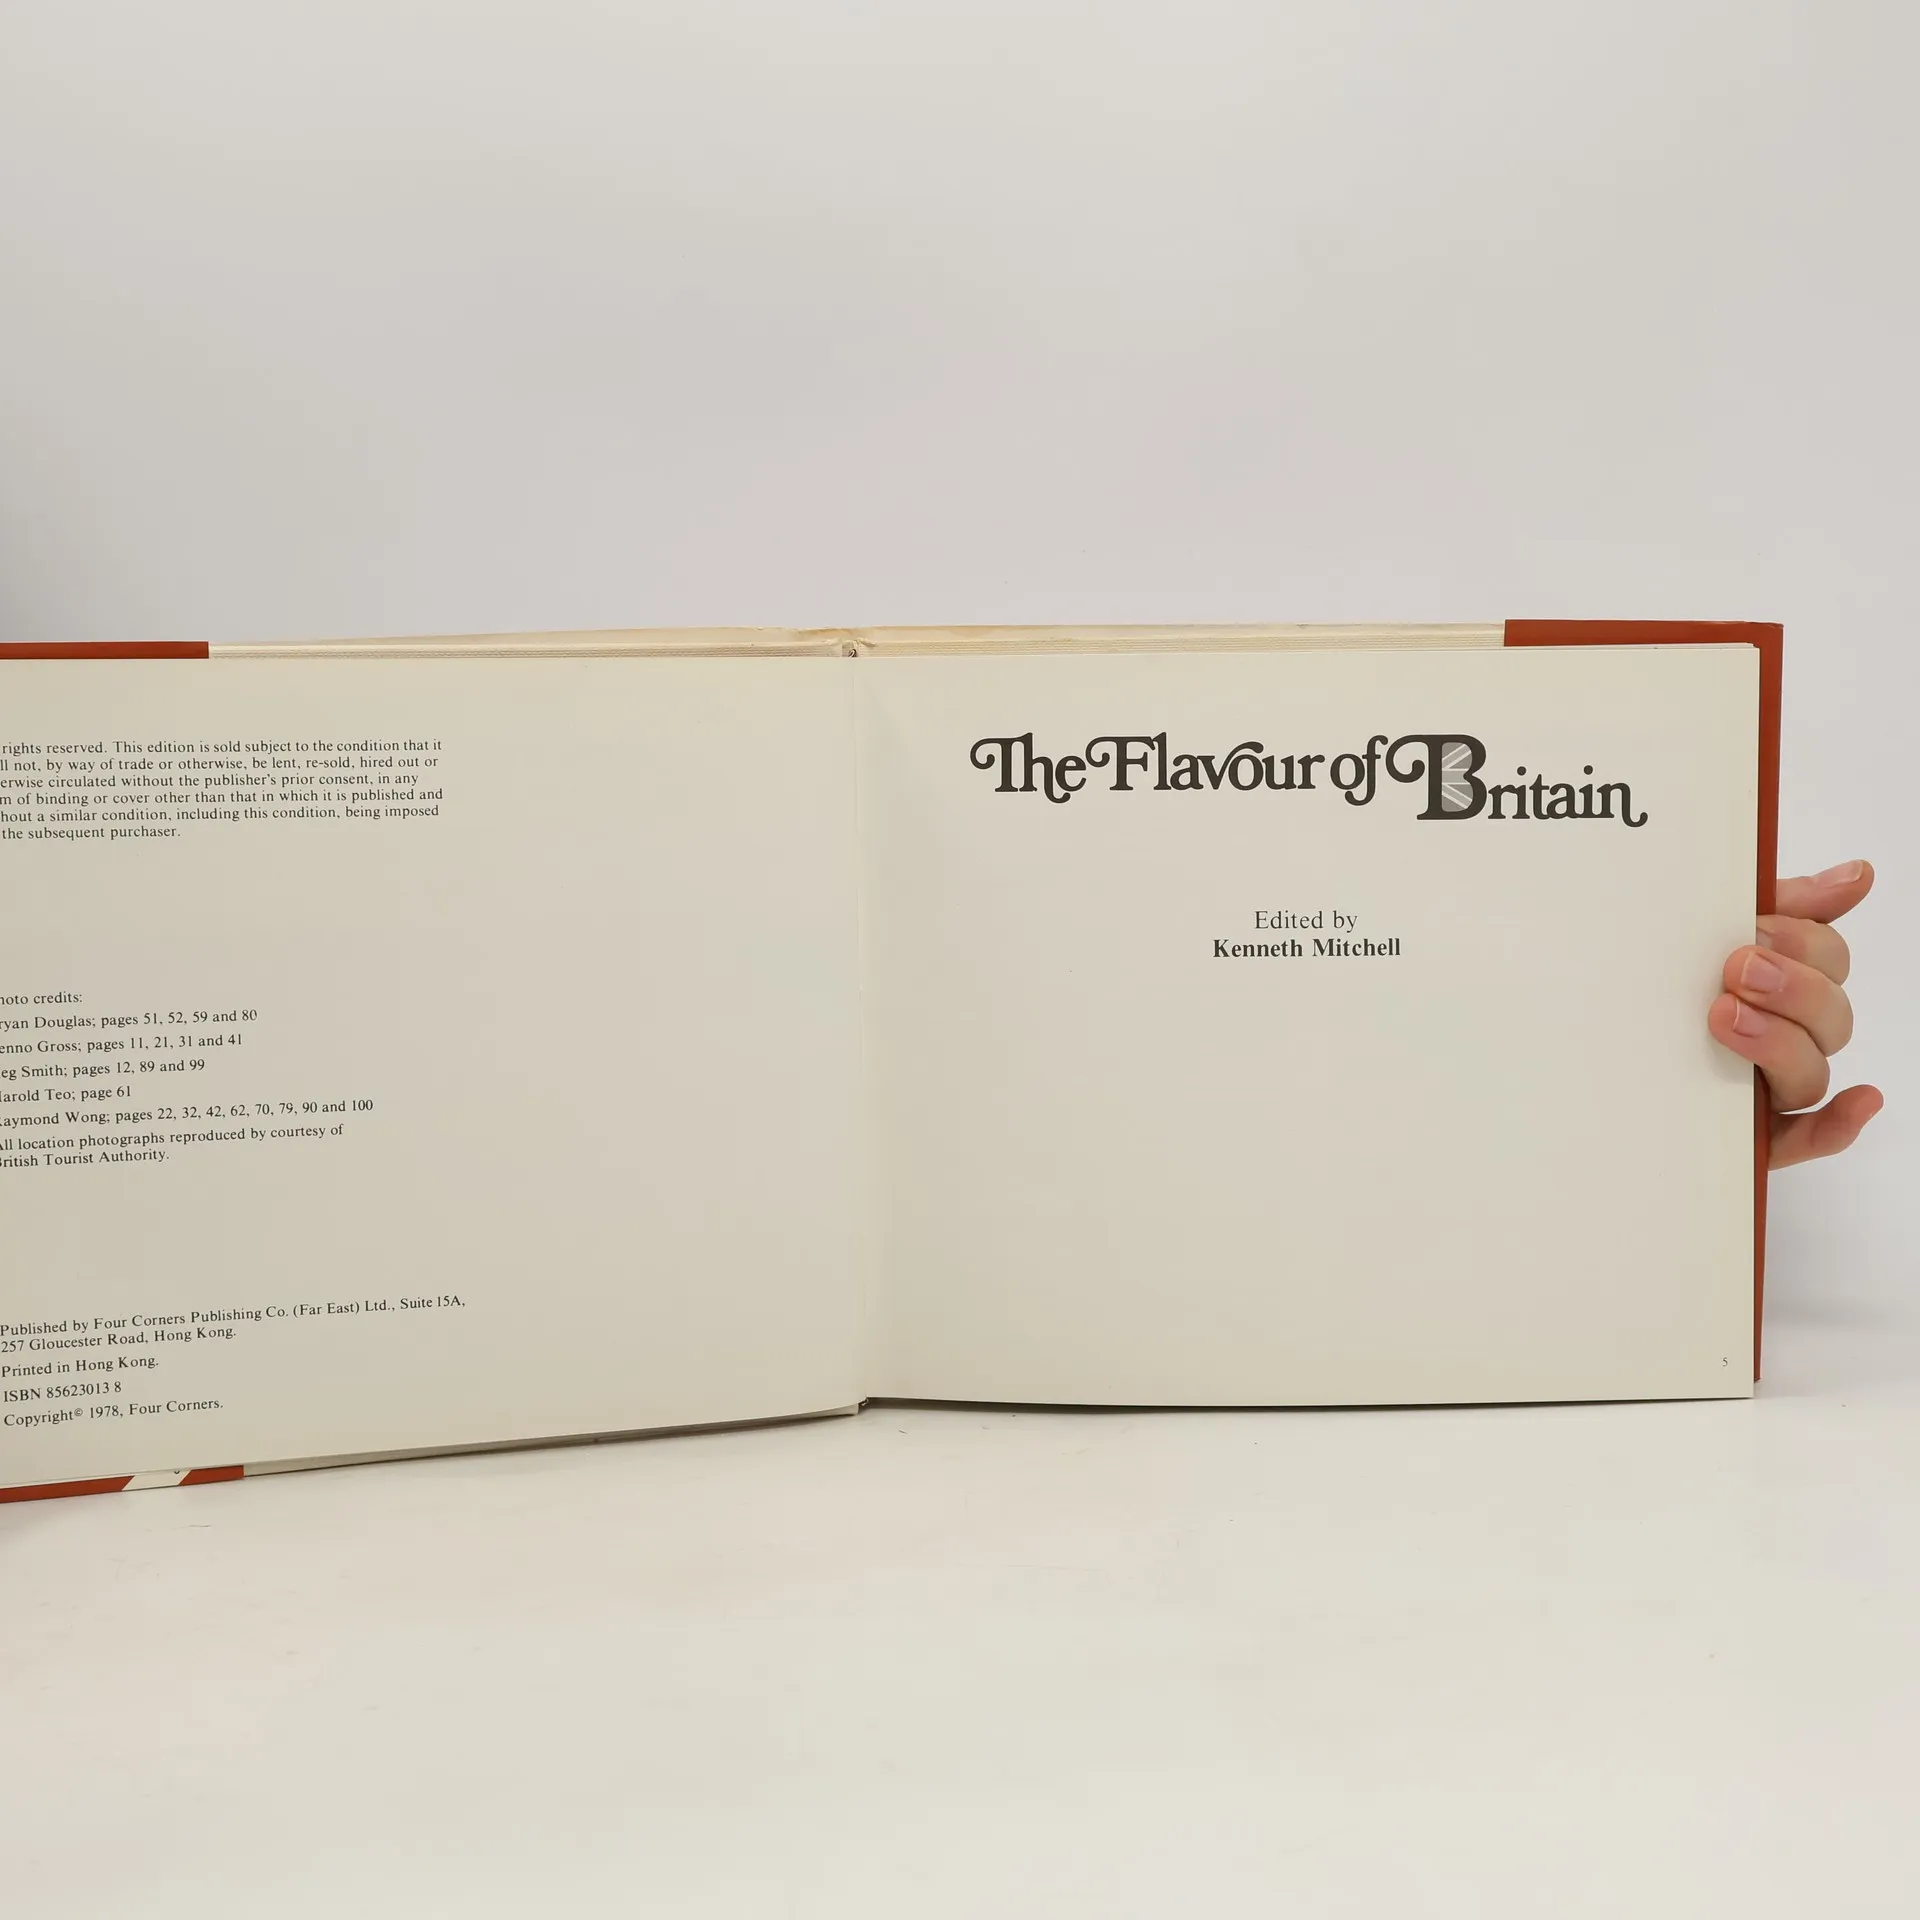 rights reserved. This edition is sold subject to the condition that it
ll not, by way of trade or otherwise, be lent, re-sold, hired out or
erwise circulated without the publisher's prior consent, in any
m of binding or cover other than that in which it is published and
hout a similar condition, including this condition, being imposed
the subsequent purchaser.
hoto credits:
ryan Douglas; pages 51, 52, 59 and 80
enno Gross; pages 11, 21, 31 and 41
eg Smith; pages 12, 89 and 99
arold Teo; page 61
aymond Wong; pages 22, 32, 42, 62, 70, 79, 90 and 100
All location photographs reproduced by courtesy of
British Tourist Authority.
Published by Four Corners Publishing Co. (Far East) Ltd., Suite 15A,
257 Gloucester Road, Hong Kong.
Printed in Hong Kong.
ISBN 85623013 8
Copyright© 1978, Four Corners.
The Flavour of Britain
Edited by
Kenneth Mitchell
5